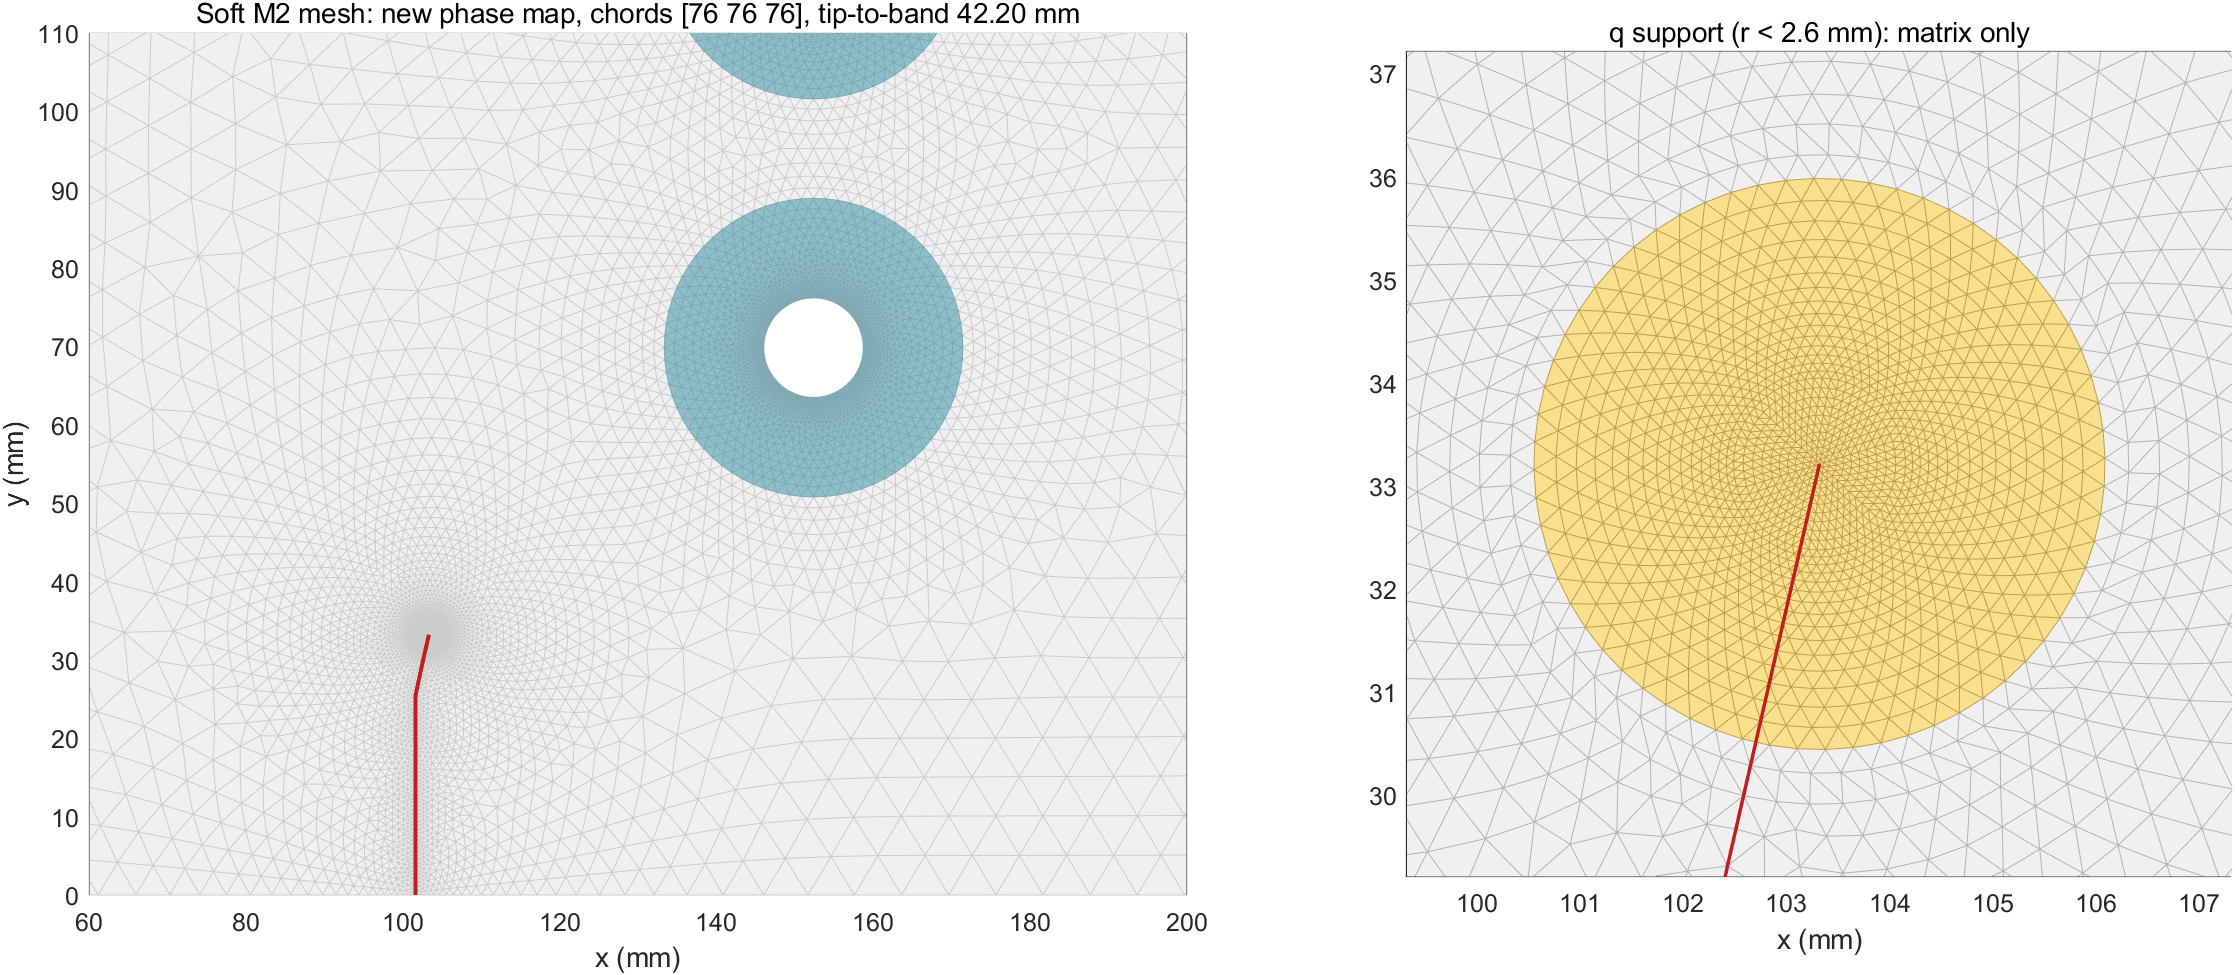 Soft M2 mesh: new phase map, chords [76 76 76], tip-to-band 42.20 mm
110
100
90
80
70
60
50
40
30
20
10
0
y (mm)
60 80 100 120 140 160 180 200
x (mm)
q support (r < 2.6 mm): matrix only
37
36
35
34
33
32
31
30
100 101 102 103 104 105 106 107
x (mm)